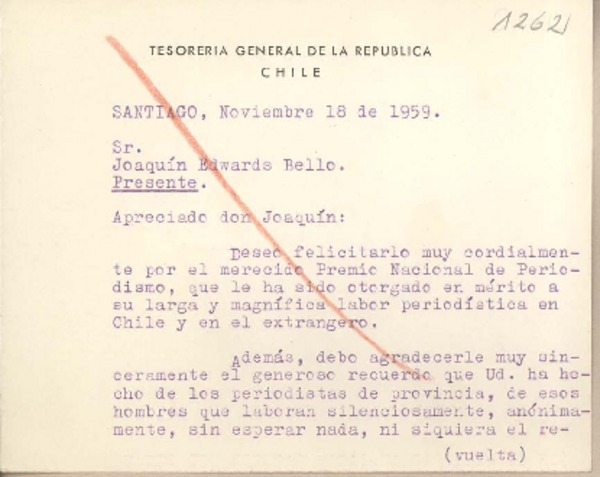 1262
TESORERIA GENERAL DE LA REPUBLICA
CHILE
SANTIAGO, Noviembre 18 de 1959.
Sr.
Joaquín Edwards Bello.
Presente.
Apreciado don Joaquín:
Deseo felicitarlo muy cordialmen-
te por el merecido Premio Nacional de Perio-
dismo, que le ha sido otorgado en mérito a
su larga y magnífica labor periodística en
Chile y en el extrangero.
Además, debo agradecerle muy sin-
ceramente el generoso recuerdo que Ud. ha he-
cho de los periodistas de provincia, de esos
hombres que laboran silenciosamente, anónima-
mente, sin esperar nada, ni siquiera el re-
(vuelta)